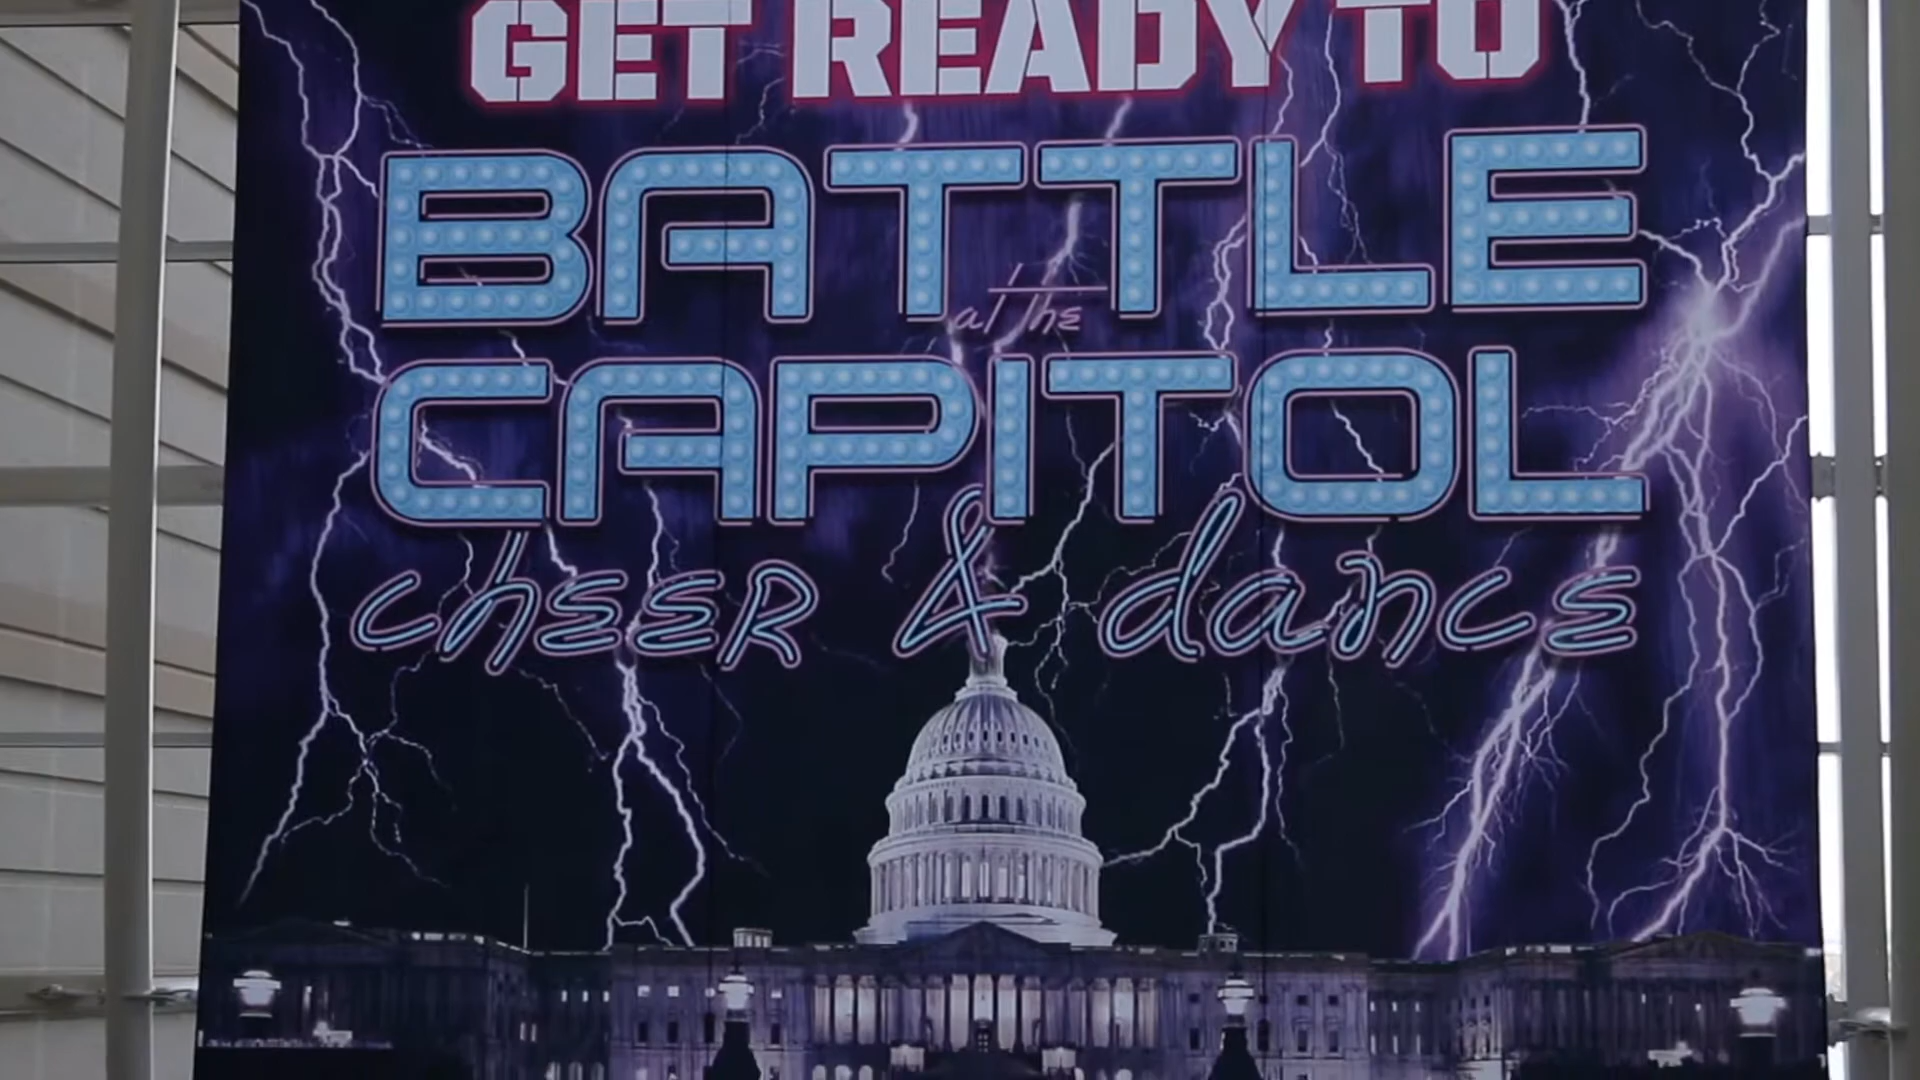 GET READY TO
BATTLE
at the
CAPITOL
cheer & dance